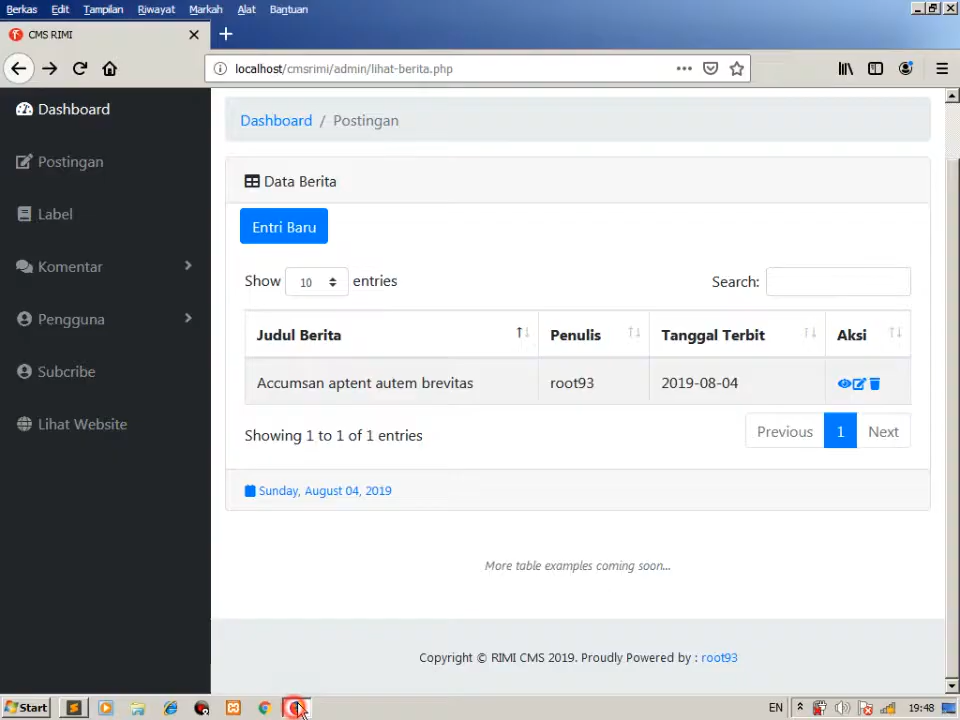 Berkas Edit Tampilan Riwayat Markah Alat Bantuan
CMS RIMI
localhost/cmsrimi/admin/lihat-berita.php
Dashboard
Postingan
Label
Komentar
Pengguna
Subcribe
Lihat Website
Dashboard / Postingan
Data Berita
Entri Baru
Show 10 entries
Search:
Judul Berita Penulis Tanggal Terbit Aksi
Accumsan aptent autem brevitas root93 2019-08-04
Showing 1 to 1 of 1 entries
Previous 1 Next
Sunday, August 04, 2019
More table examples coming soon...
Copyright © RIMI CMS 2019. Proudly Powered by : root93
Start
EN
19:48